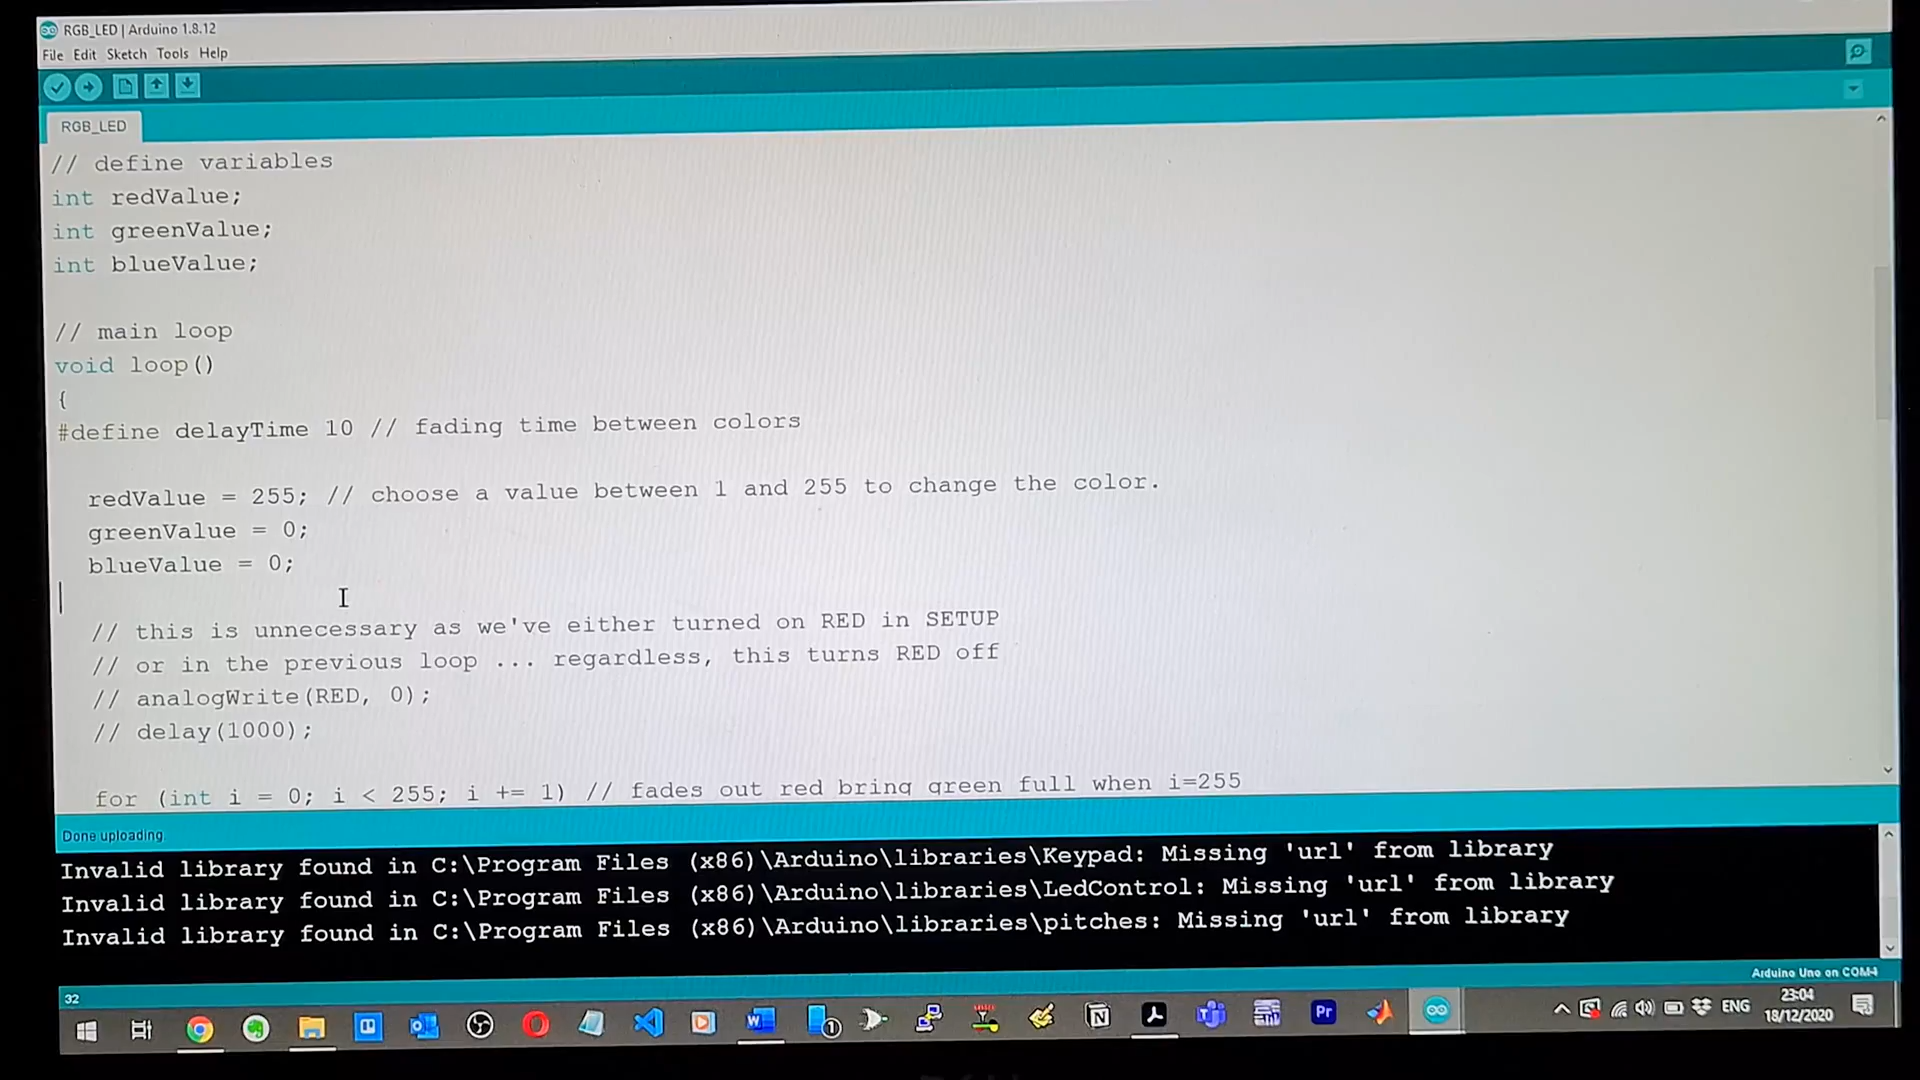 RGB_LED | Arduino 1.8.12
File Edit Sketch Tools Help
RGB_LED
// define variables
int redValue;
int greenValue;
int blueValue;
// main loop
void loop()
{
#define delayTime 10 // fading time between colors
redValue = 255; // choose a value between 1 and 255 to change the color.
greenValue = 0;
blueValue = 0;
// this is unnecessary as we've either turned on RED in SETUP
// or in the previous loop ... regardless, this turns RED off
// analogWrite(RED, 0);
// delay(1000);
for (int i = 0; i < 255; i += 1) // fades out red bring green full when i=255
Done uploading.
Invalid library found in C:\Program Files (x86)\Arduino\libraries\Keypad: Missing 'url' from library
Invalid library found in C:\Program Files (x86)\Arduino\libraries\LedControl: Missing 'url' from library
Invalid library found in C:\Program Files (x86)\Arduino\libraries\pitches: Missing 'url' from library
32
Arduino Uno on COM4
W
1
Pr
ENG
23:04
18/12/2020